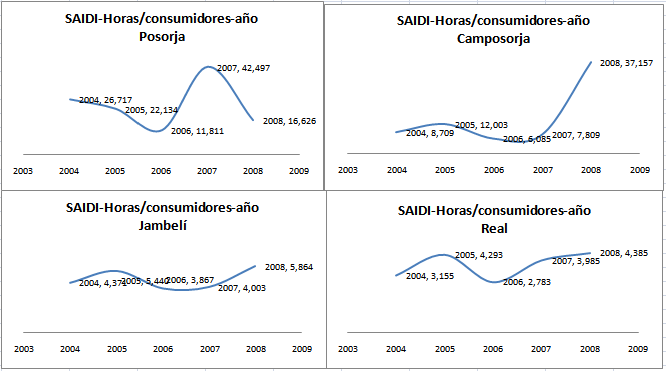 SAIDI-Horas/consumidores-año
Posorja
2007, 42,497
2004, 26,717
2005, 22,134
2008, 16,626
2006, 11,811
2003 2004 2005 2006 2007 2008 2009
SAIDI-Horas/consumidores-año
Camposorja
2008, 37,157
2005, 12,003
2004, 8,709
2006, 6,085
2007, 7,809
2003 2004 2005 2006 2007 2008 2009
SAIDI-Horas/consumidores-año
Jambelí
2008, 5,864
2004, 4,371
2005, 5,440
2006, 3,867
2007, 4,003
2003 2004 2005 2006 2007 2008 2009
SAIDI-Horas/consumidores-año
Real
2005, 4,293
2008, 4,385
2007, 3,985
2004, 3,155
2006, 2,783
2003 2004 2005 2006 2007 2008 2009